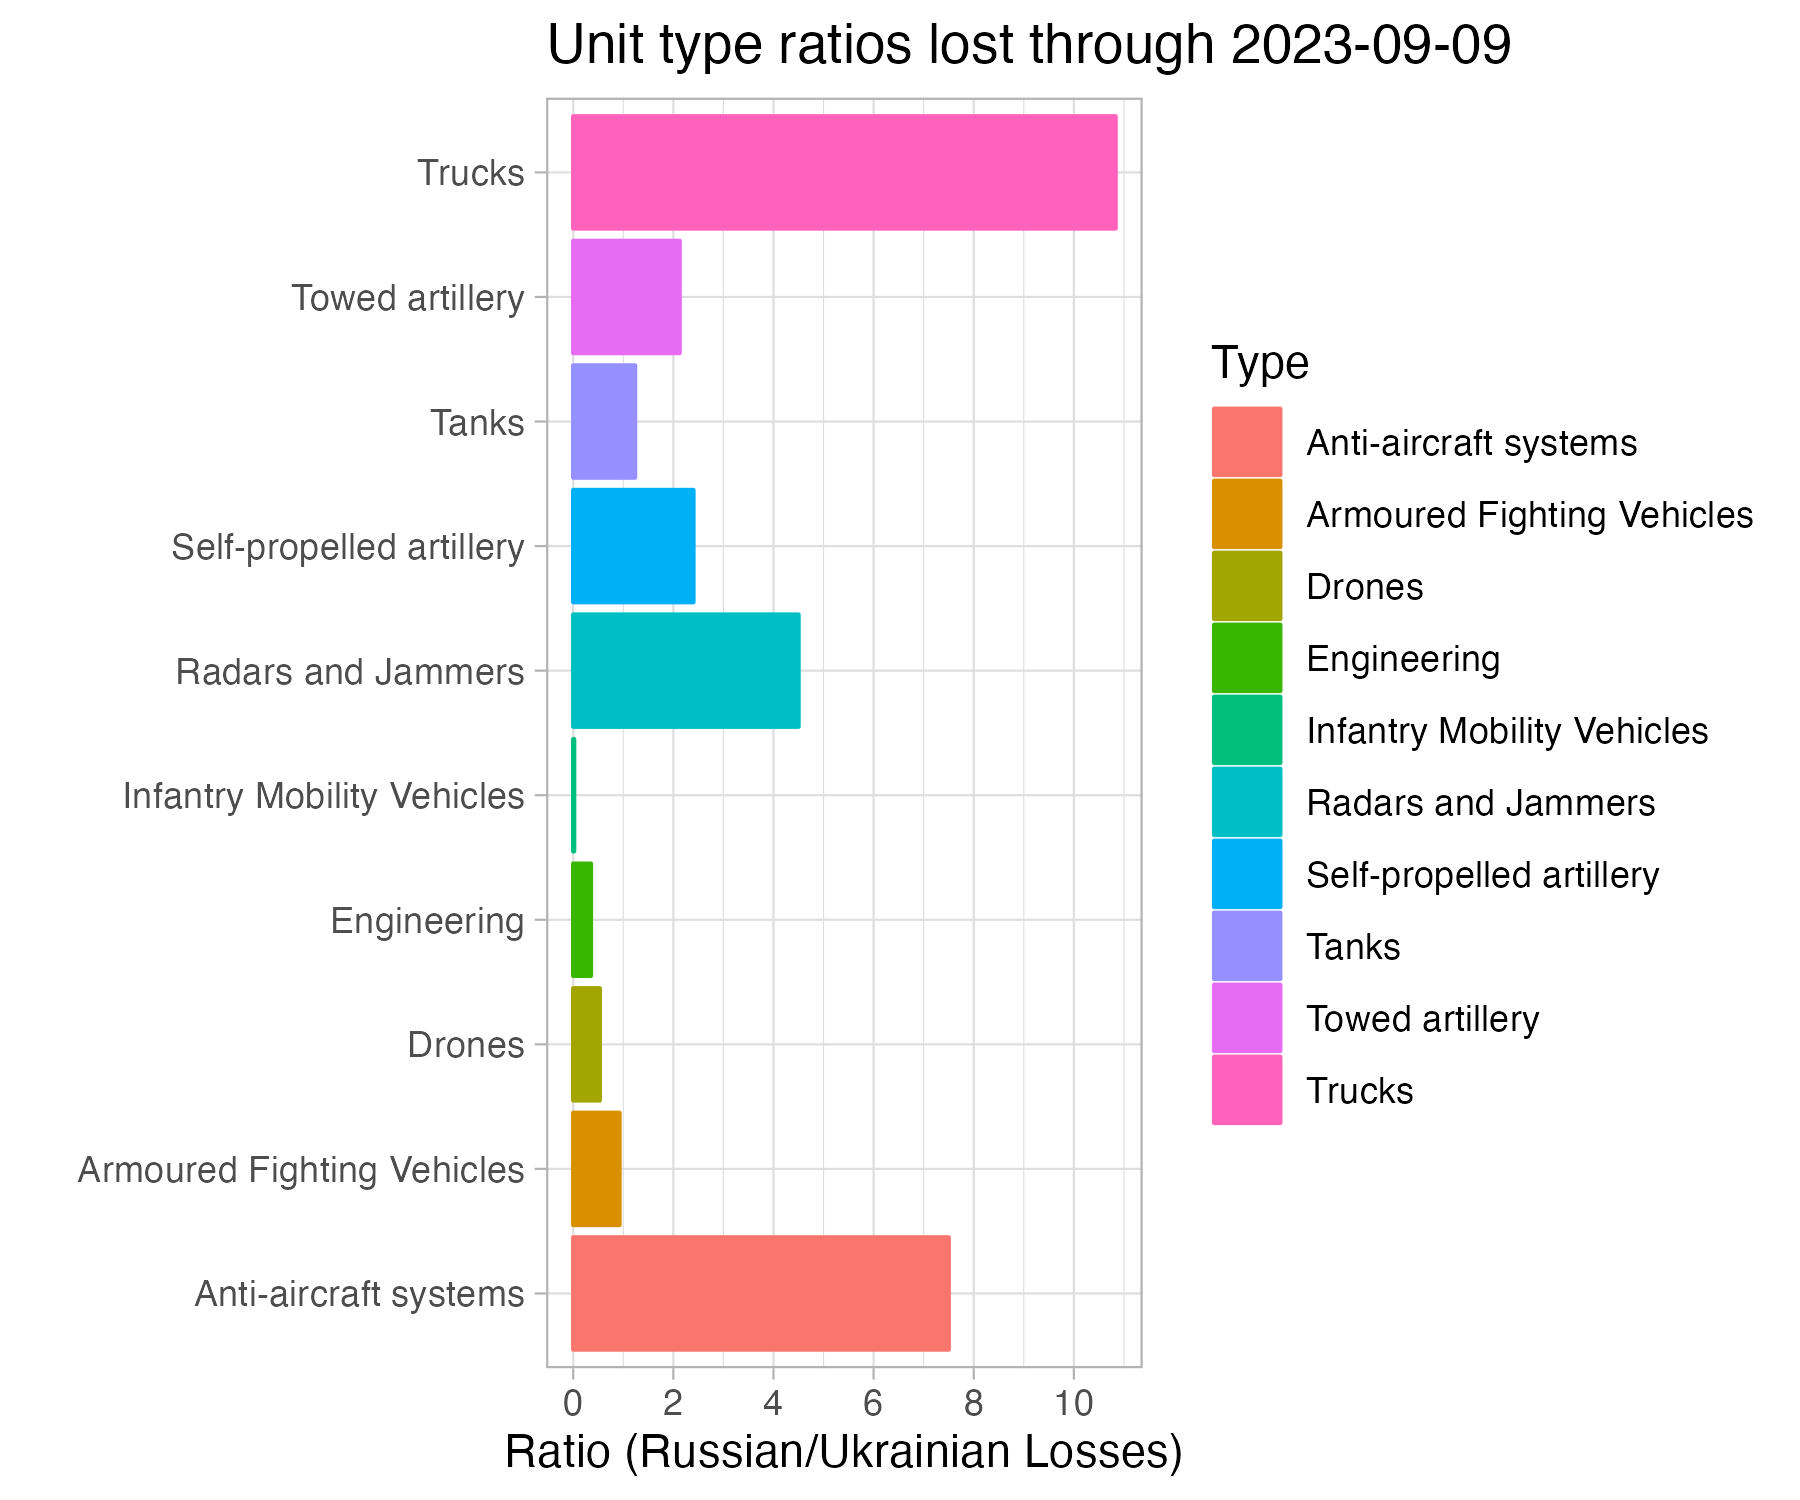 Unit type ratios lost through 2023-09-09
Trucks
Towed artillery
Tanks
Self-propelled artillery
Radars and Jammers
Infantry Mobility Vehicles
Engineering
Drones
Armoured Fighting Vehicles
Anti-aircraft systems
0 2 4 6 8 10
Ratio (Russian/Ukrainian Losses)
Type
Anti-aircraft systems
Armoured Fighting Vehicles
Drones
Engineering
Infantry Mobility Vehicles
Radars and Jammers
Self-propelled artillery
Tanks
Towed artillery
Trucks